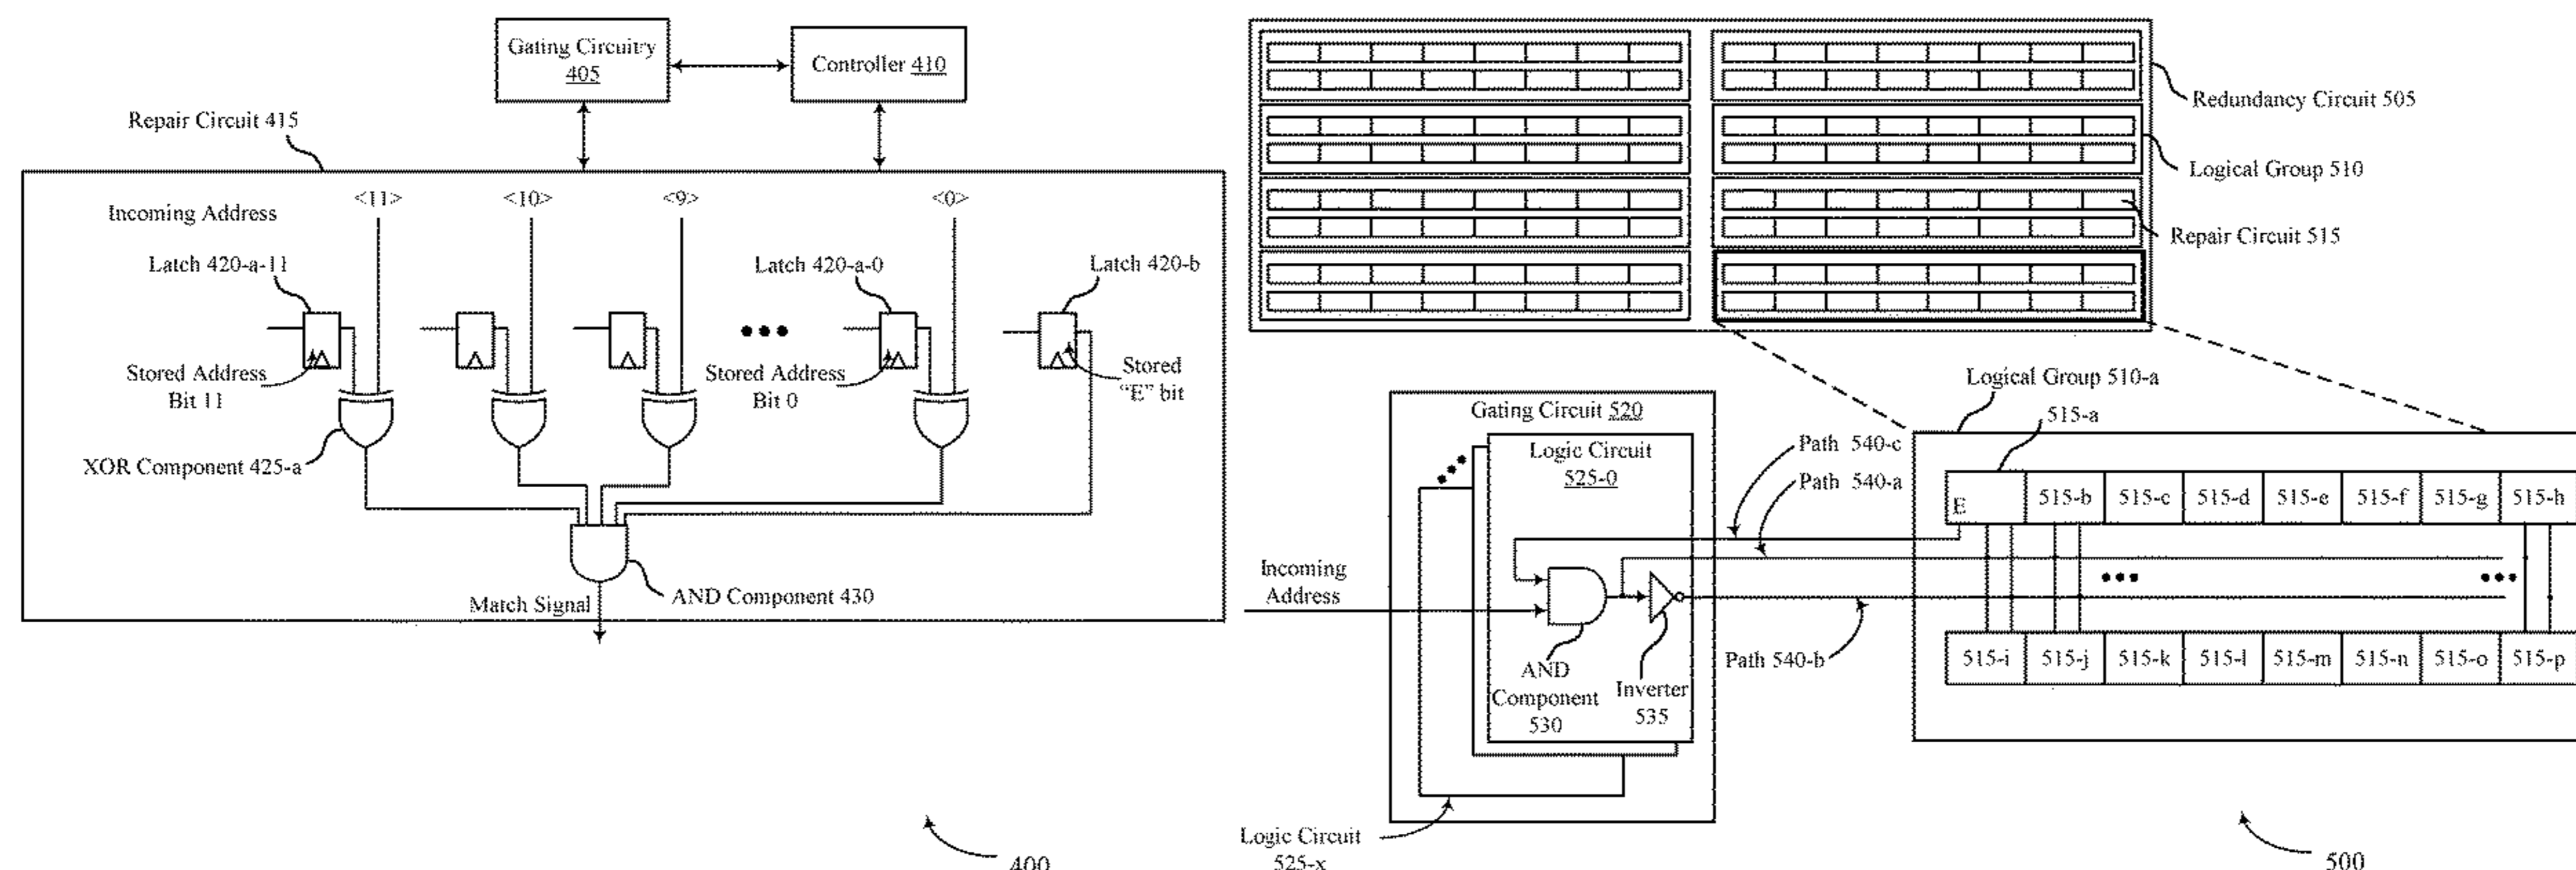 Gating Circuitry
405
Controller 410
Repair Circuit 415
Incoming Address
<11>
<10>
<9>
<0>
Latch 420-a-11
Latch 420-a-0
Latch 420-b
Stored Address
Bit 11
Stored Address
Bit 0
Stored
"E" bit
XOR Component 425-a
AND Component 430
Match Signal
400
Redundancy Circuit 505
Logical Group 510
Repair Circuit 515
Logical Group 510-a
515-a
Gating Circuit 520
Logic Circuit
525-0
Path 540-c
Path 540-a
E
515-b
515-c
515-d
515-e
515-f
515-g
515-h
Incoming
Address
AND
Component
530
Inverter
535
Path 540-b
515-i
515-j
515-k
515-l
515-m
515-n
515-o
515-p
Logic Circuit
525-x
500